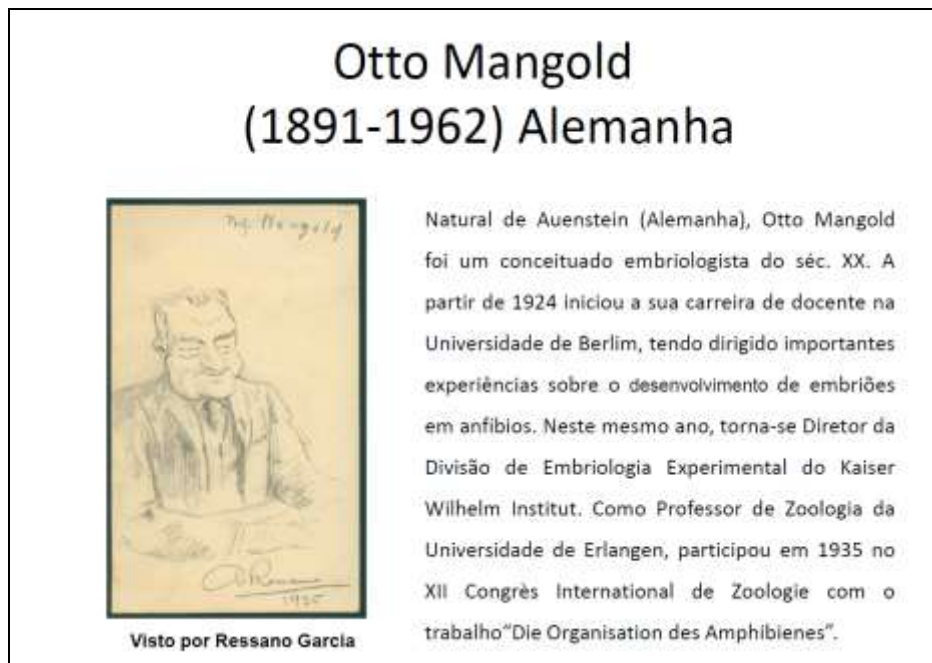 Otto Mangold
(1891-1962) Alemanha
Mangold
1935
Visto por Ressano Garcia
Natural de Auenstein (Alemanha), Otto Mangold
foi um conceituado embriologista do séc. XX. A
partir de 1924 iniciou a sua carreira de docente na
Universidade de Berlim, tendo dirigido importantes
experiências sobre o desenvolvimento de embriões
em anfíbios. Neste mesmo ano, torna-se Diretor da
Divisão de Embriologia Experimental do Kaiser
Wilhelm Institut. Como Professor de Zoologia da
Universidade de Erlangen, participou em 1935 no
XII Congrès International de Zoologie com o
trabalho“Die Organisation des Amphibienes”.